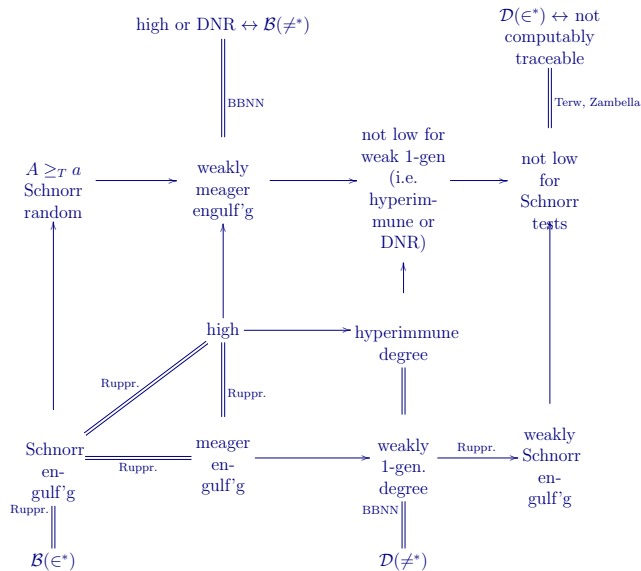 high or DNR ↔ B(≠*)
D(∈*) ↔ not
computably
traceable
BBNN
Terw, Zambella
A ≥T a
Schnorr
random
weakly
meager
engulf'g
not low for
weak 1-gen
(i.e.
hyperim-
mune or
DNR)
not low
for
Schnorr
tests
high
hyperimmune
degree
Ruppr.
Ruppr.
Schnorr
en-
gulf'g
Ruppr.
meager
en-
gulf'g
weakly
1-gen.
degree
Ruppr.
weakly
Schnorr
en-
gulf'g
Ruppr.
BBNN
B(∈*)
D(≠*)